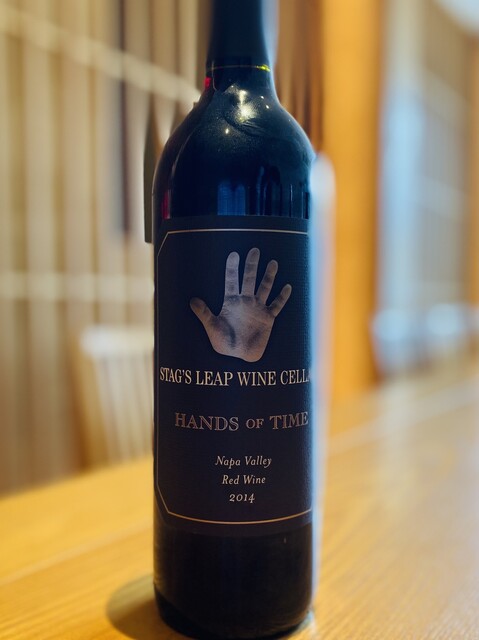 STAG'S LEAP WINE CELLA
HANDS OF TIME
Napa Valley
Red Wine
2014